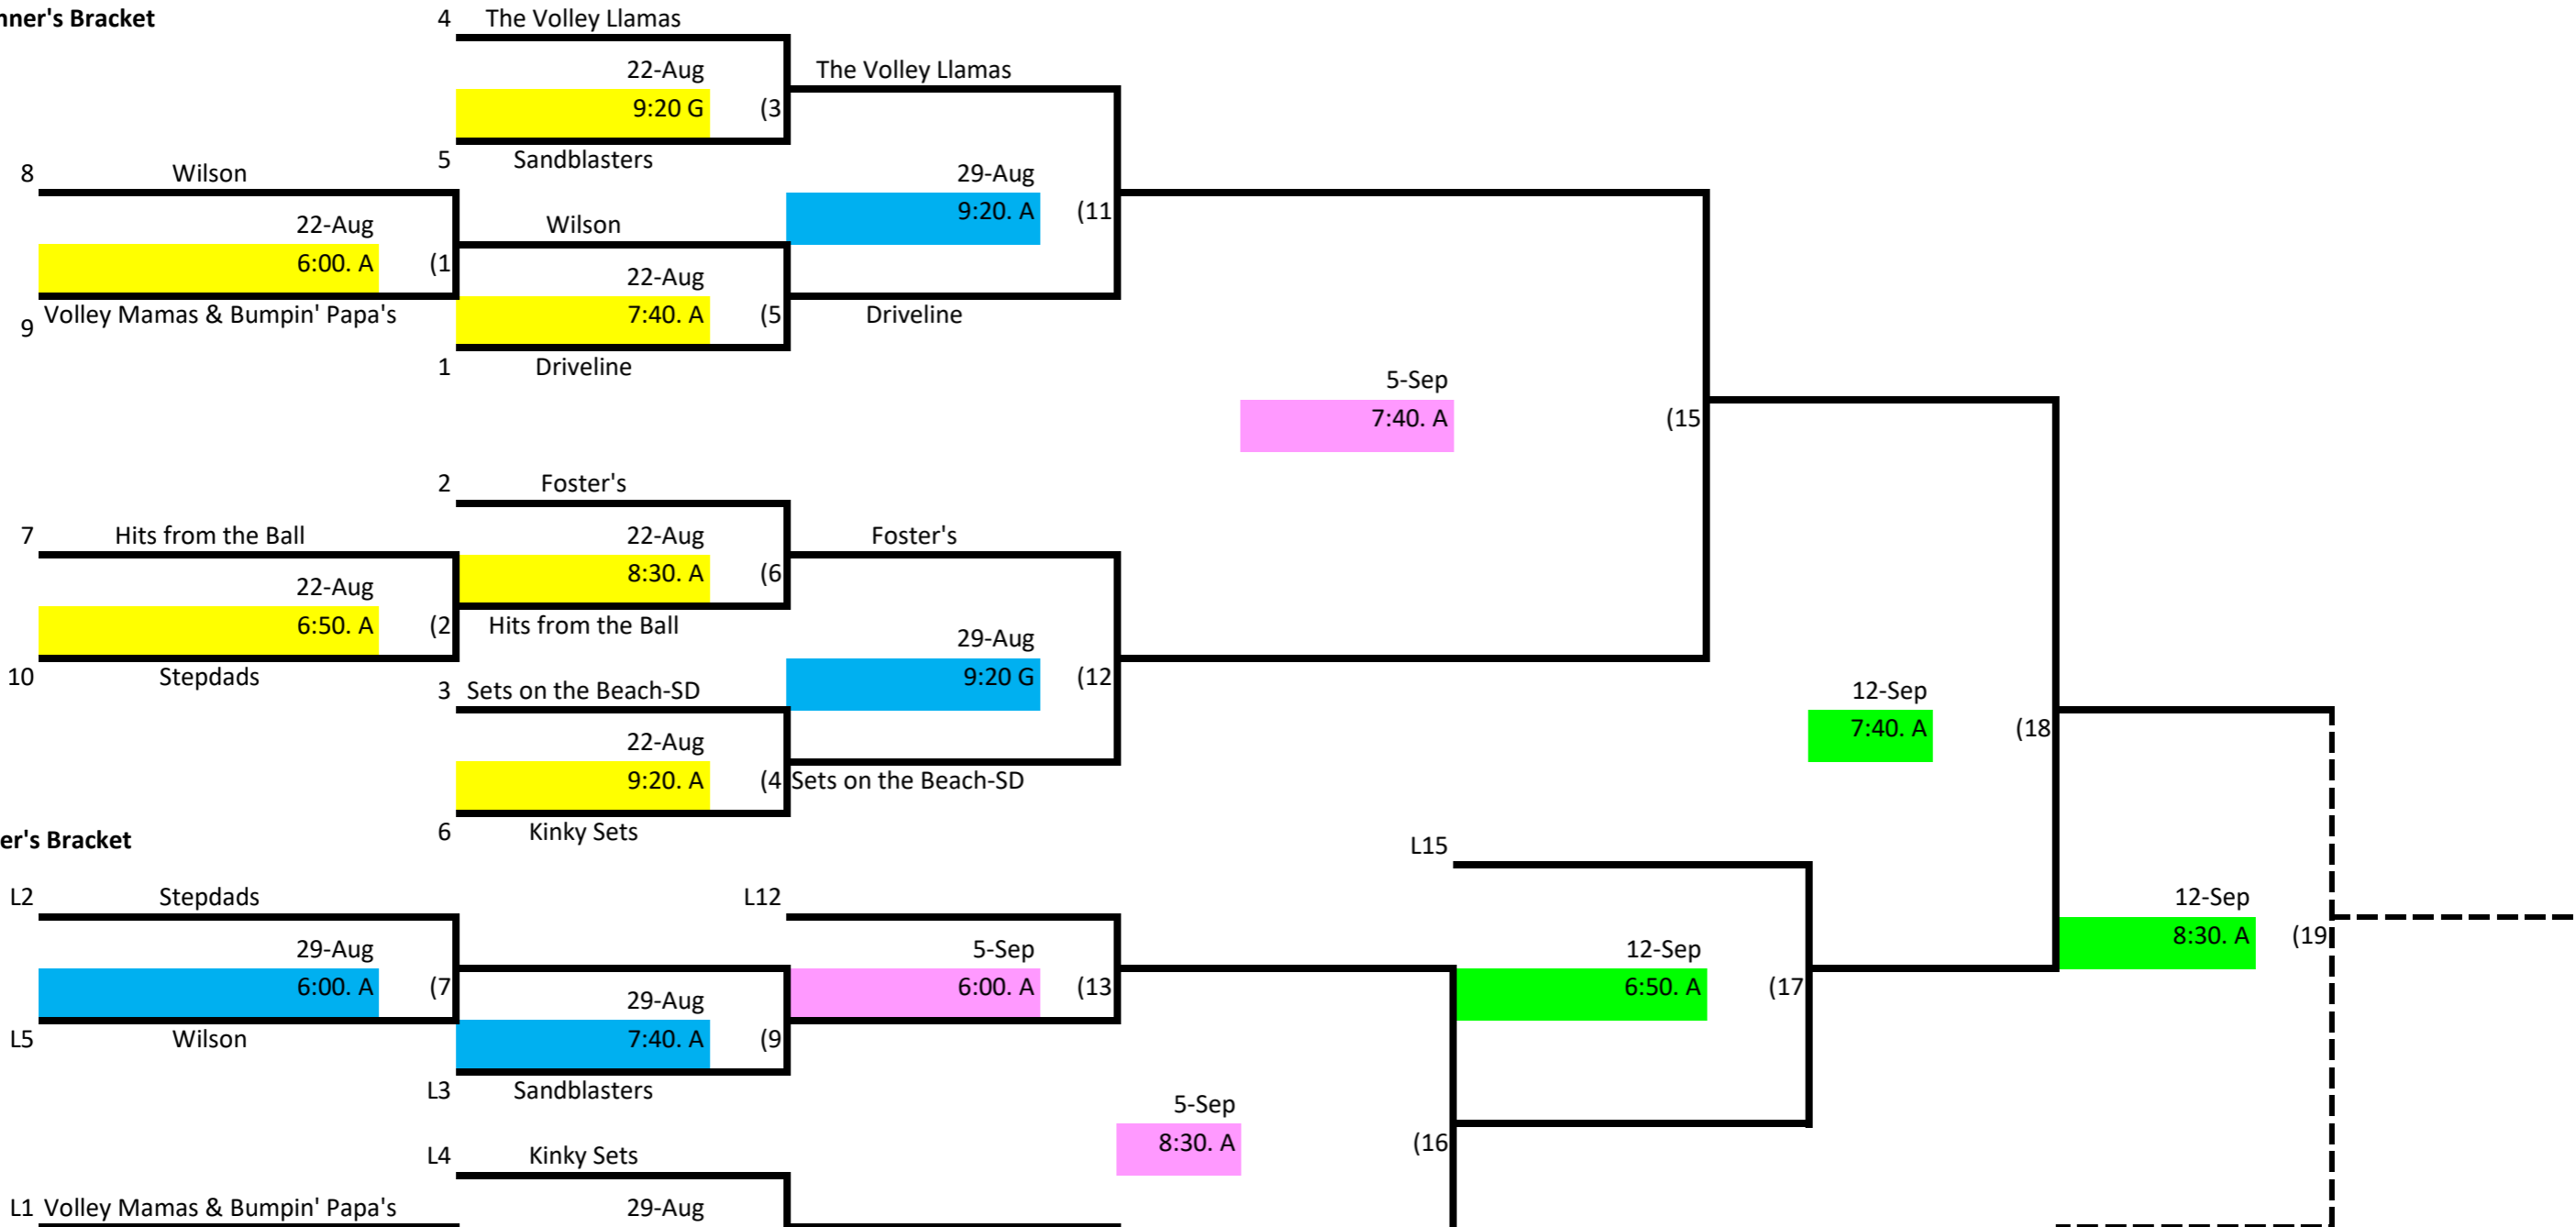 nner's Bracket
4 The Volley Llamas
22-Aug
The Volley Llamas
9:20 G (3
5 Sandblasters
8 Wilson
29-Aug
22-Aug
Wilson
9:20. A (11
6:00. A (1
22-Aug
9 Volley Mamas & Bumpin' Papa's
7:40. A (5
Driveline
1 Driveline
5-Sep
7:40. A (15
2 Foster's
7 Hits from the Ball
22-Aug
Foster's
8:30. A (6
22-Aug
6:50. A (2
Hits from the Ball
29-Aug
10 Stepdads
9:20 G (12
3 Sets on the Beach-SD
12-Sep
22-Aug
7:40. A (18
9:20. A (4
Sets on the Beach-SD
6 Kinky Sets
er's Bracket
L15
L2 Stepdads
L12
12-Sep
29-Aug
5-Sep
12-Sep
8:30. A (19
6:00. A (7
29-Aug
6:00. A (13
6:50. A (17
L5 Wilson
7:40. A (9
L3 Sandblasters
5-Sep
8:30. A (16
L4 Kinky Sets
L1 Volley Mamas & Bumpin' Papa's
29-Aug